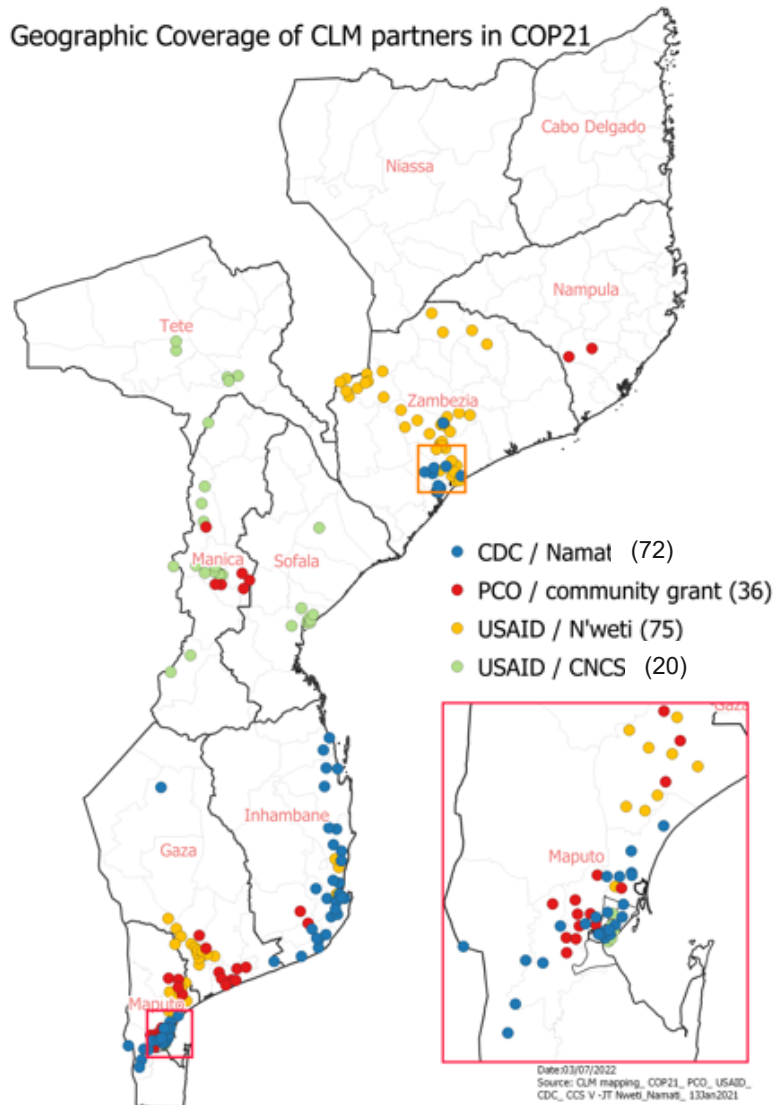 Geographic Coverage of CLM partners in COP21
Cabo Delgado
Niassa
Nampula
Tete
Zambezia
Manica
Sofala
CDC / Namat (72)
PCO / community grant (36)
USAID / N'weti (75)
USAID / CNCS (20)
Gaza
Inhambane
Gaza
Maputo
Maputo
Date:03/07/2022
Source: CLM mapping_ COP21_ PCO_ USAID_
CDC_ CCS V -JT Nweti_Namati_ 13Jan2021